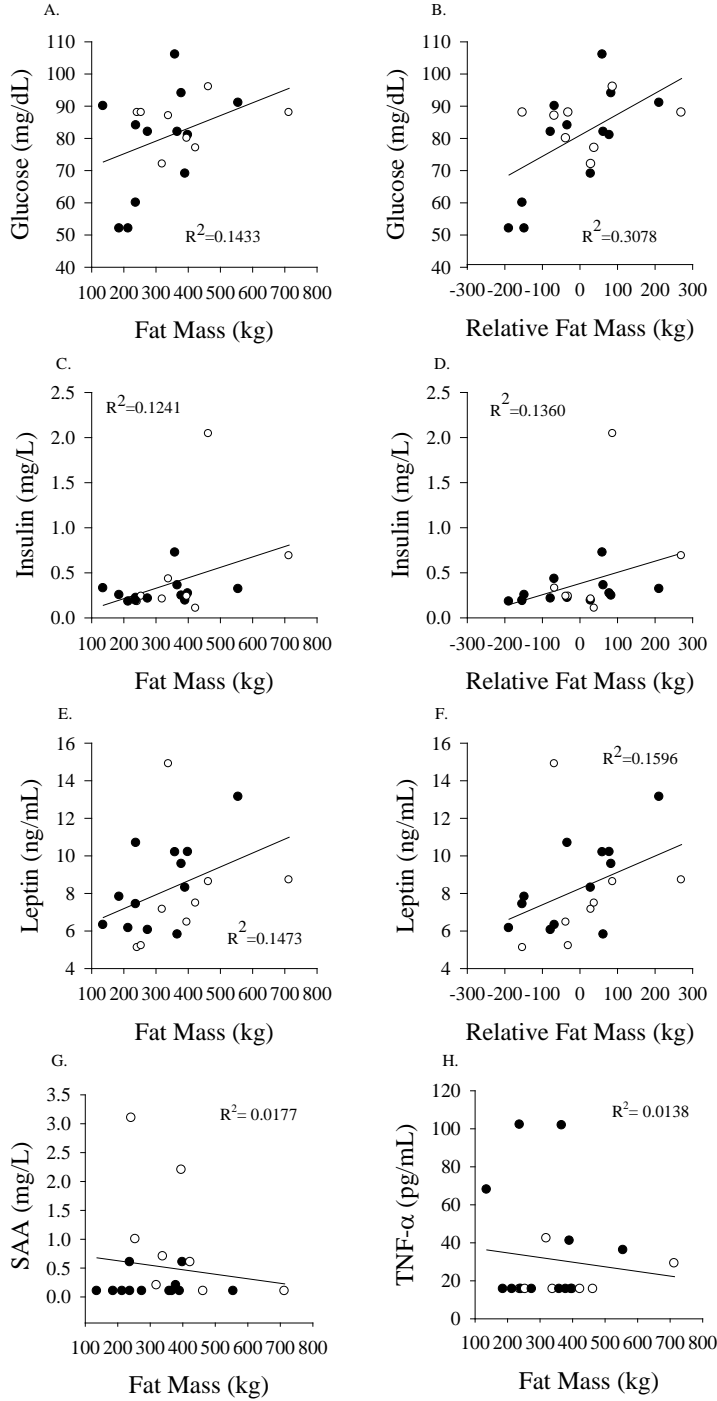 A.
Glucose (mg/dL)
110
100
90
80
70
60
50
40
R²=0.1433
100 200 300 400 500 600 700 800
Fat Mass (kg)
B.
Glucose (mg/dL)
110
100
90
80
70
60
50
40
R²=0.3078
-300 -200 -100 0 100 200 300
Relative Fat Mass (kg)
C.
Insulin (mg/L)
2.5
2.0
1.5
1.0
0.5
0.0
R²=0.1241
100 200 300 400 500 600 700 800
Fat Mass (kg)
D.
Insulin (mg/L)
2.5
2.0
1.5
1.0
0.5
0.0
R²=0.1360
-300 -200 -100 0 100 200 300
Relative Fat Mass (kg)
E.
Leptin (ng/mL)
16
14
12
10
8
6
4
R²=0.1473
100 200 300 400 500 600 700 800
Fat Mass (kg)
F.
Leptin (ng/mL)
16
14
12
10
8
6
4
R²=0.1596
-300 -200 -100 0 100 200 300
Relative Fat Mass (kg)
G.
SAA (mg/L)
3.5
3.0
2.5
2.0
1.5
1.0
0.5
0.0
R²= 0.0177
100 200 300 400 500 600 700 800
Fat Mass (kg)
H.
TNF-α (pg/mL)
120
100
80
60
40
20
0
R²= 0.0138
100 200 300 400 500 600 700 800
Fat Mass (kg)